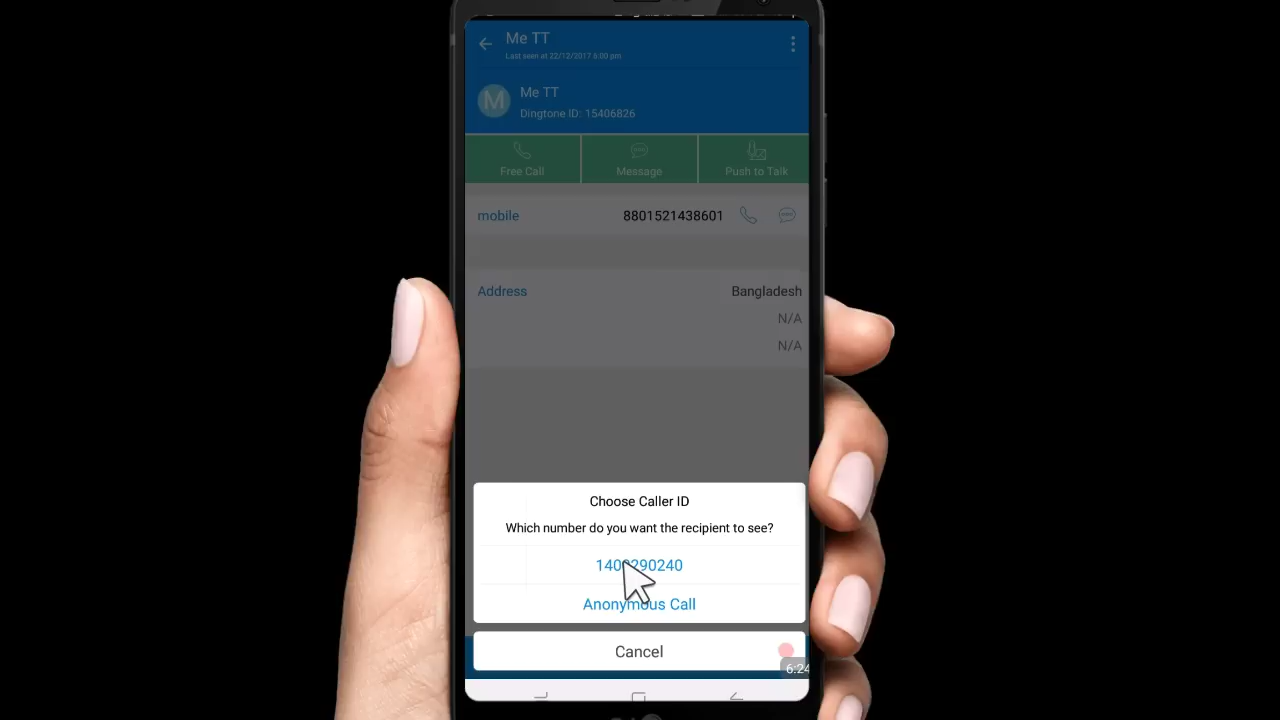 Me TT
Last seen at 22/12/2017 6:00 pm
M
Me TT
Dingtone ID: 15406826
Free Call
Message
Push to Talk
mobile
8801521438601
Address
Bangladesh
N/A
N/A
Choose Caller ID
Which number do you want the recipient to see?
Anonymous Call
Cancel
6:24